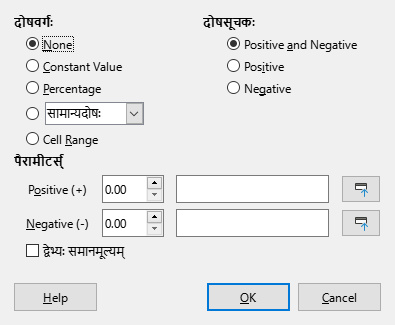 दोषवर्गः
None
Constant Value
Percentage
सामान्यदोषः
Cell Range
दोषसूचकः
Positive and Negative
Positive
Negative
पैरामीटर्स्
Positive (+) 0.00
Negative (-) 0.00
द्वेभ्यः समानमूल्यम्
Help OK Cancel